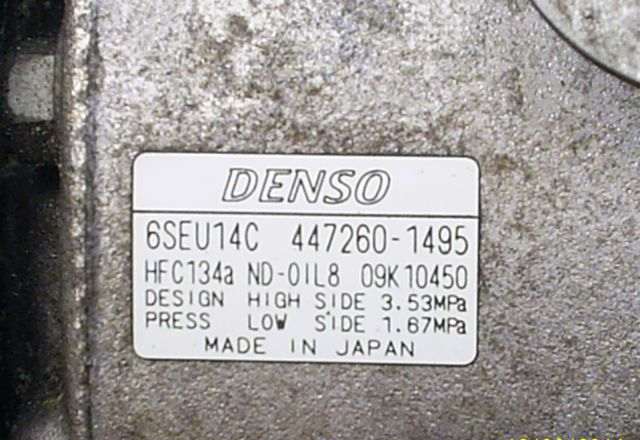 DENSO
6SEU14C 447260-1495
HFC134a ND-OIL8 09K10450
DESIGN HIGH SIDE 3.53MPa
PRESS LOW SIDE 1.67MPa
MADE IN JAPAN